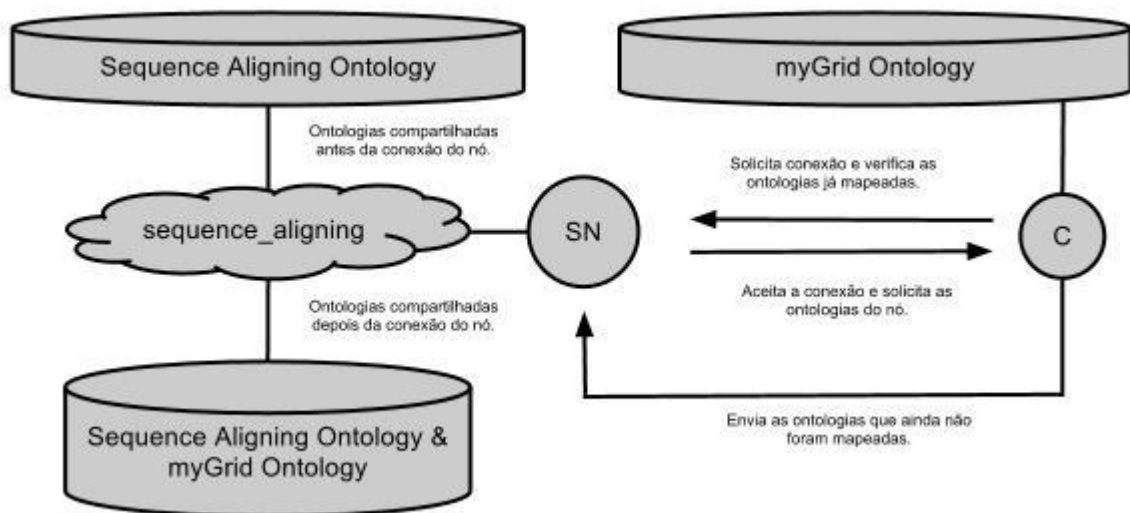 Sequence Aligning Ontology
myGrid Ontology
Ontologias compartilhadas
antes da conexão do nó.
Solicita conexão e verifica as
ontologias já mapeadas.
sequence_aligning
SN
C
Aceita a conexão e solicita as
ontologias do nó.
Ontologias compartilhadas
depois da conexão do nó.
Envia as ontologias que ainda não
foram mapeadas.
Sequence Aligning Ontology &
myGrid Ontology